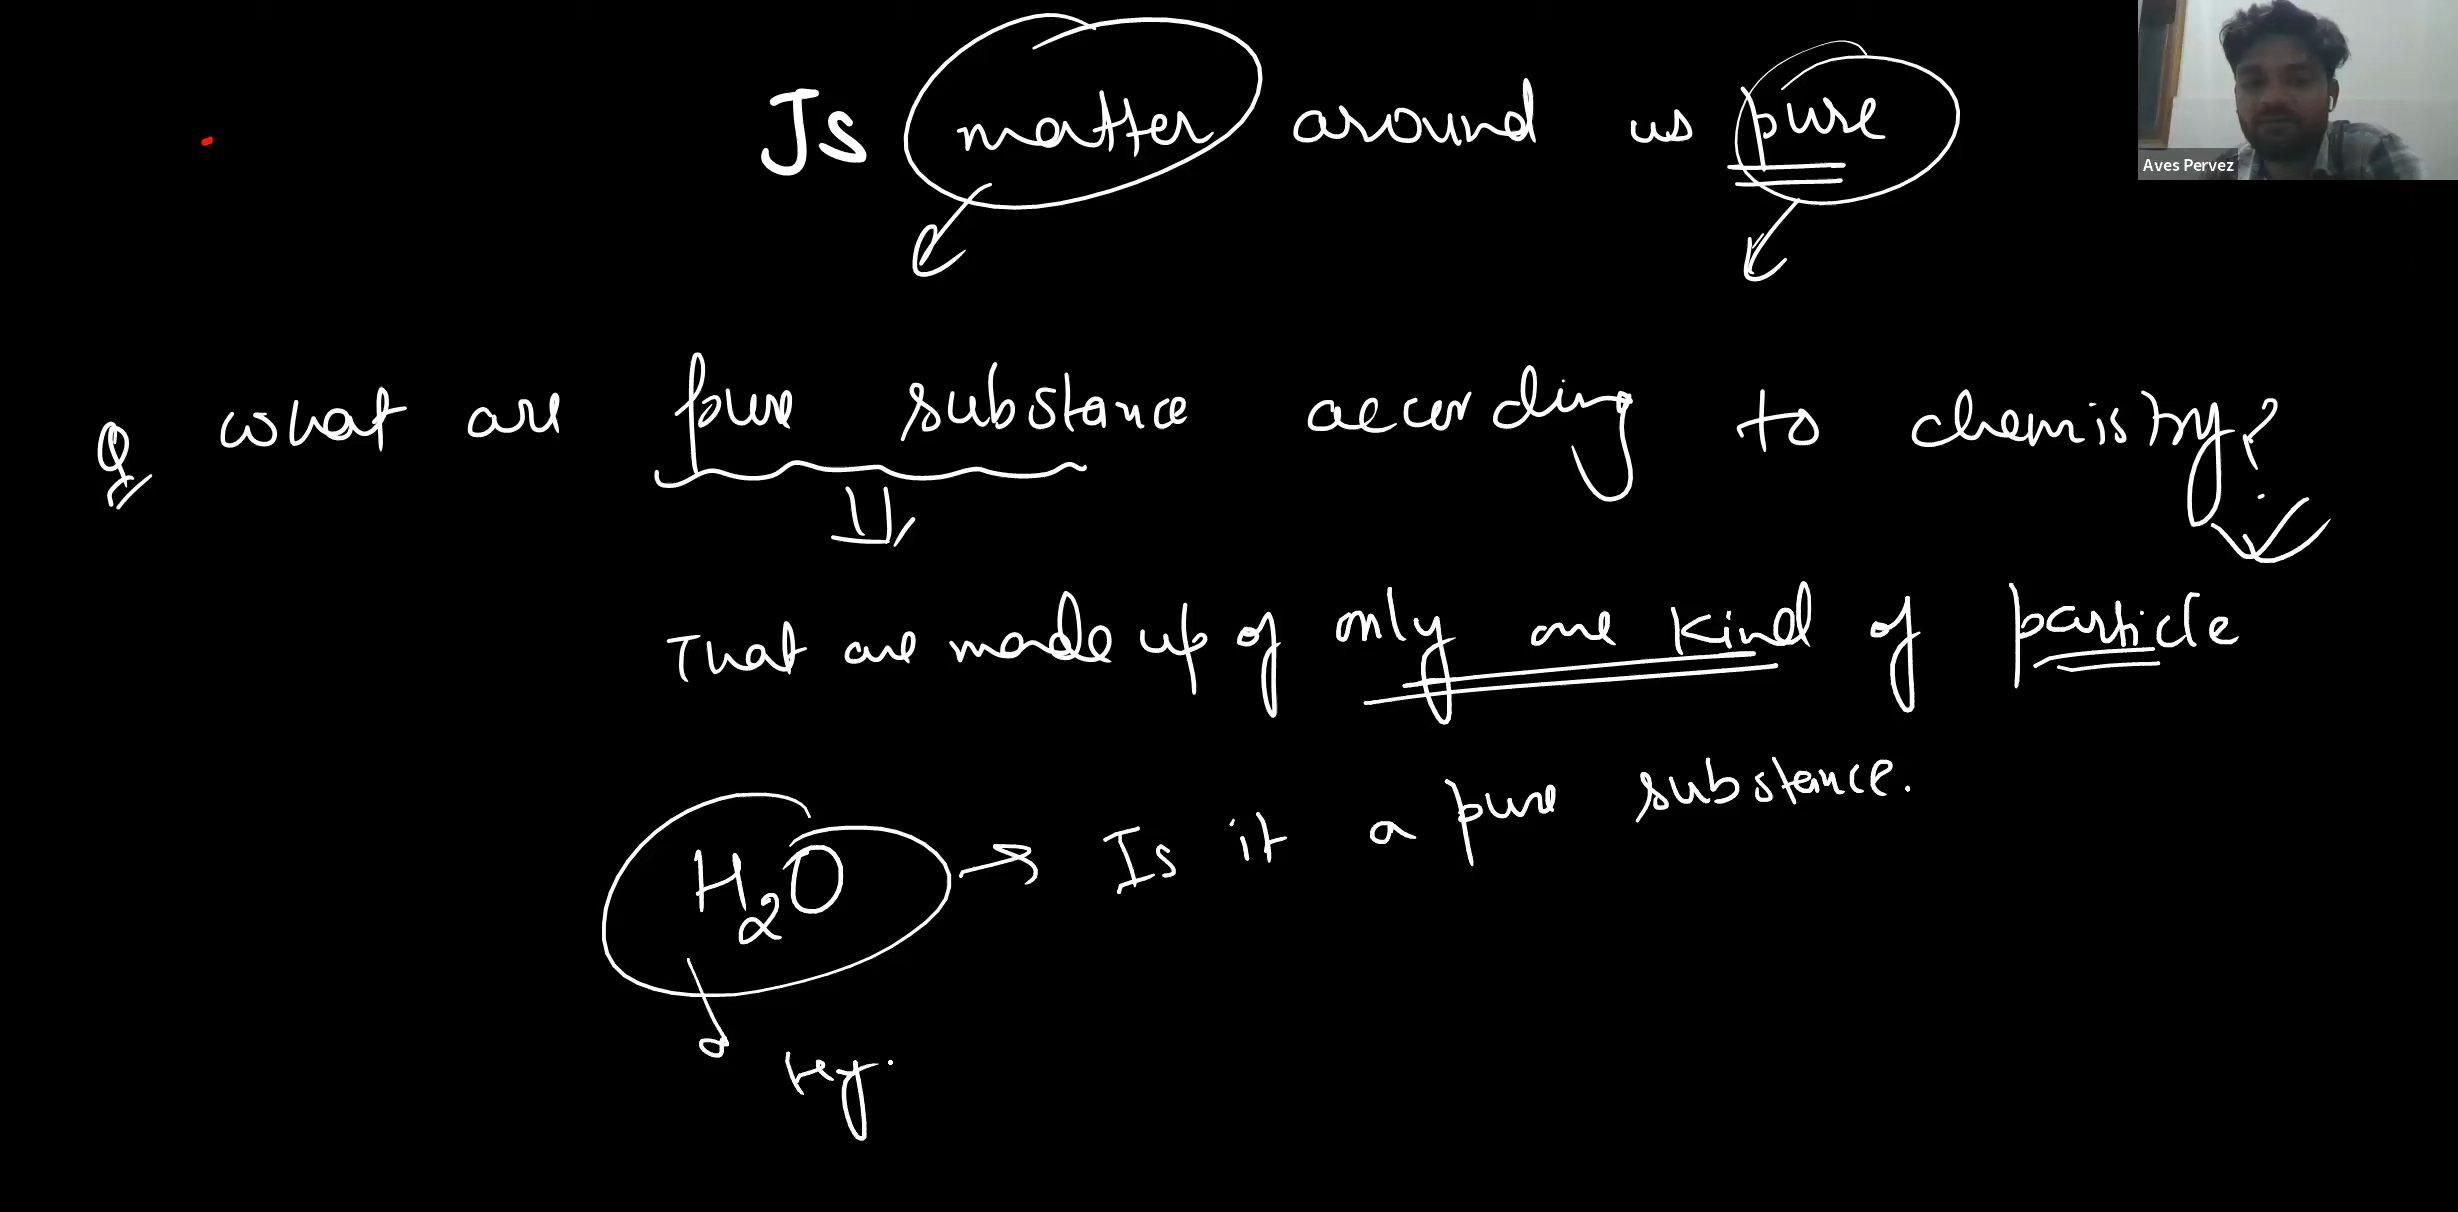 Is matter around us pure
Aves Pervez
Q what are pure substance according to chemistry?
That are made up of only one kind of particle
H2O → Is it a pure substance.